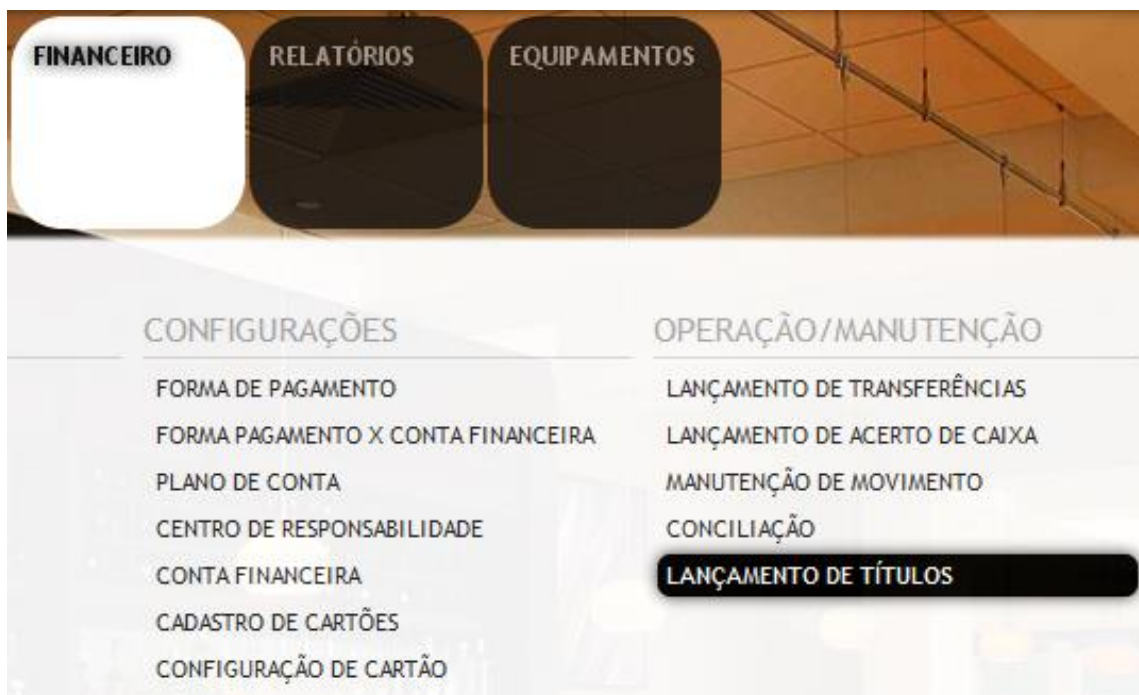 FINANCEIRO
RELATÓRIOS
EQUIPAMENTOS
CONFIGURAÇÕES
FORMA DE PAGAMENTO
FORMA PAGAMENTO X CONTA FINANCEIRA
PLANO DE CONTA
CENTRO DE RESPONSABILIDADE
CONTA FINANCEIRA
CADASTRO DE CARTÕES
CONFIGURAÇÃO DE CARTÃO
OPERAÇÃO/MANUTENÇÃO
LANÇAMENTO DE TRANSFERÊNCIAS
LANÇAMENTO DE ACERTO DE CAIXA
MANUTENÇÃO DE MOVIMENTO
CONCILIAÇÃO
LANÇAMENTO DE TÍTULOS